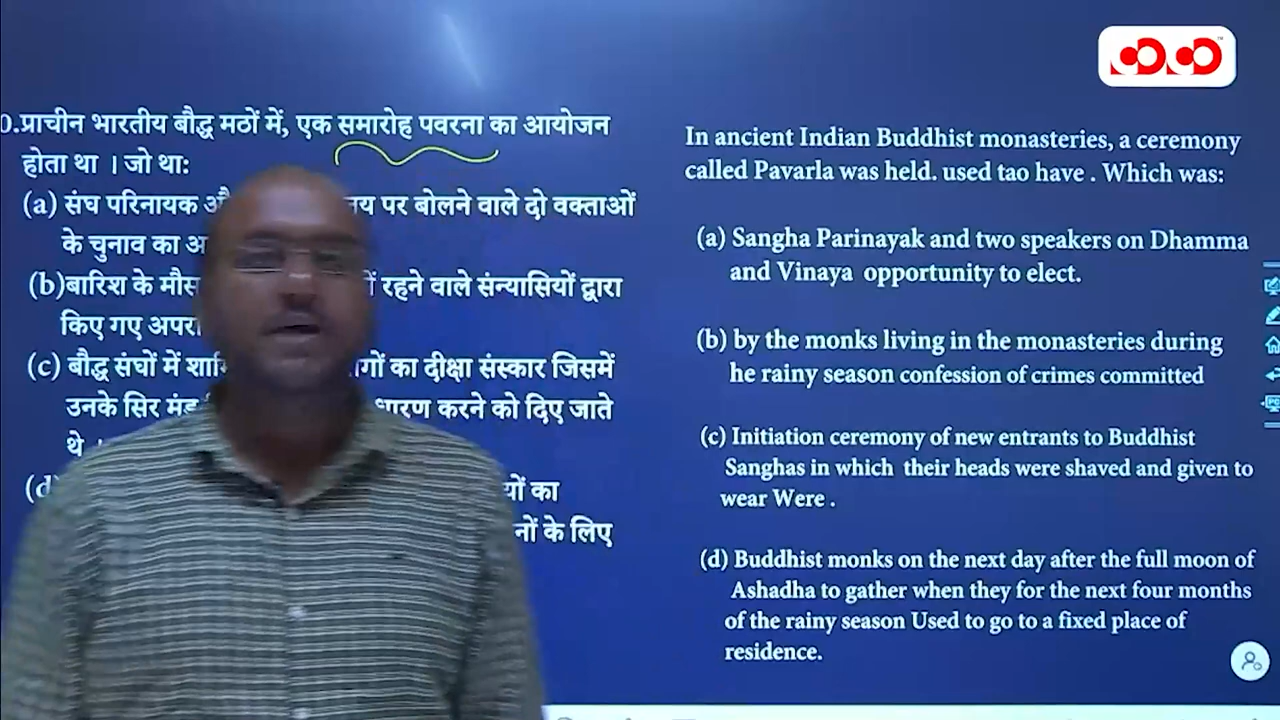 0.प्राचीन भारतीय बौद्ध मठों में, एक समारोह पवरना का आयोजन
होता था । जो था:
(a) संघ परिनायक पर बोलने वाले दो वक्ताओं
के चुनाव का
(b)बारिश के रहने वाले संन्यासियों द्वारा
किए गए
(c) बौद्ध संघों में का दीक्षा संस्कार जिसमें
उनके सिर करने को दिए जाते
थे
(d) का
के लिए
In ancient Indian Buddhist monasteries, a ceremony
called Pavarla was held. used tao have . Which was:
(a) Sangha Parinayak and two speakers on Dhamma
and Vinaya opportunity to elect.
(b) by the monks living in the monasteries during
he rainy season confession of crimes committed
(c) Initiation ceremony of new entrants to Buddhist
Sanghas in which their heads were shaved and given to
wear Were .
(d) Buddhist monks on the next day after the full moon of
Ashadha to gather when they for the next four months
of the rainy season Used to go to a fixed place of
residence.